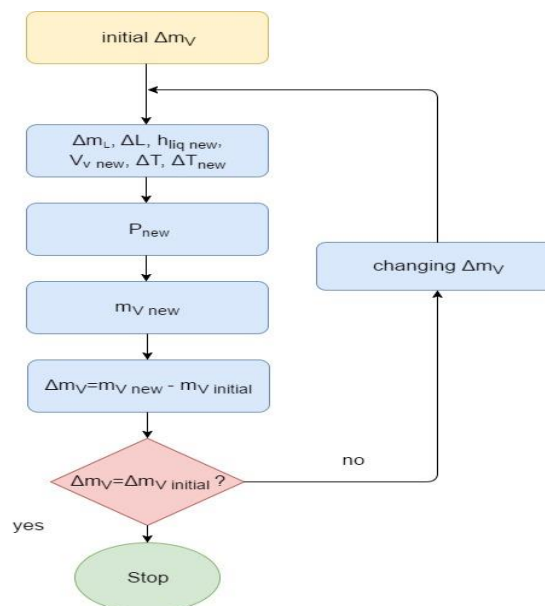 initial Δmᵥ
Δm_L, ΔL, h_liq new,
V_v new, ΔT, ΔT_new
P_new
m_V new
changing Δm_V
Δm_V=m_V new - m_V initial
Δm_V=Δm_V initial ?
no
yes
Stop